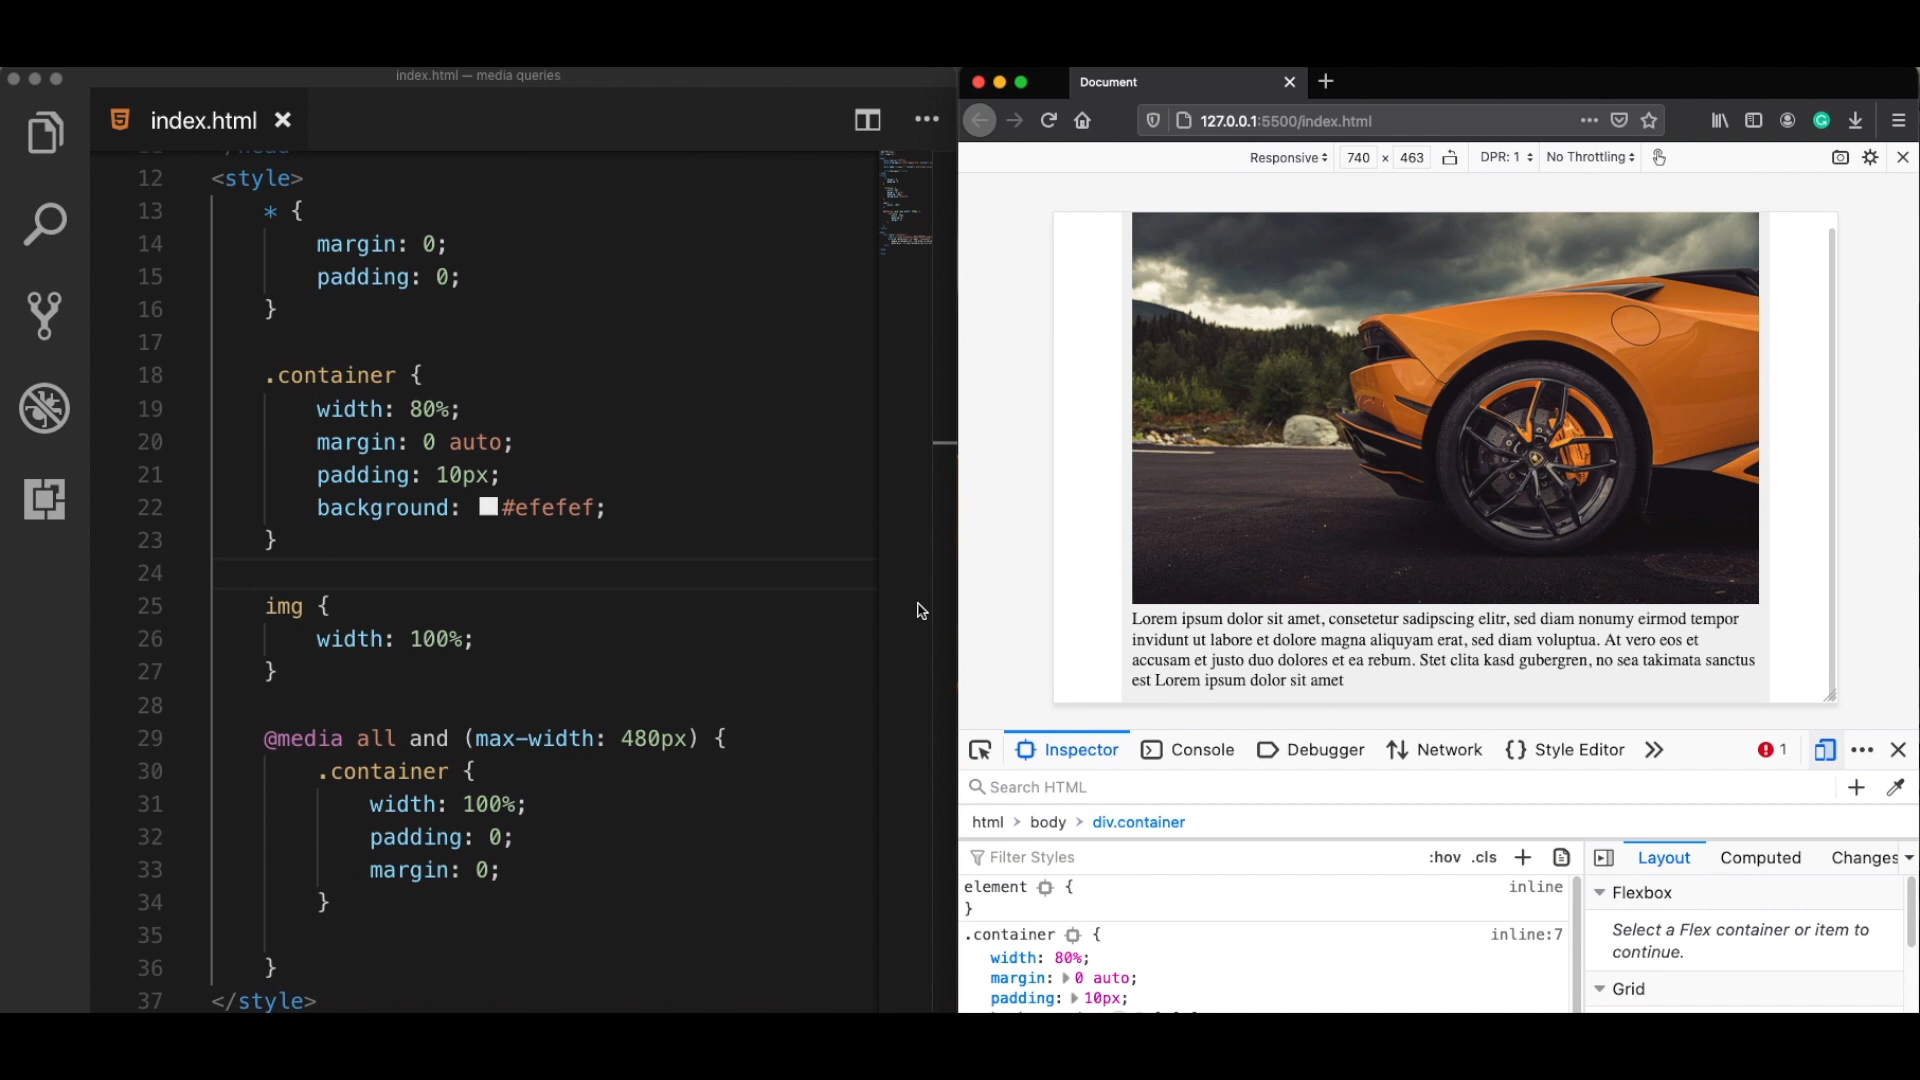 index.html — media queries
index.html
12 <style>
13 * {
14 margin: 0;
15 padding: 0;
16 }
17
18 .container {
19 width: 80%;
20 margin: 0 auto;
21 padding: 10px;
22 background: #efefef;
23 }
24
25 img {
26 width: 100%;
27 }
28
29 @media all and (max-width: 480px) {
30 .container {
31 width: 100%;
32 padding: 0;
33 margin: 0;
34 }
35
36 }
37 </style>
Document
127.0.0.1:5500/index.html
Responsive 740 x 463 DPR: 1 No Throttling
Lorem ipsum dolor sit amet, consetetur sadipscing elitr, sed diam nonumy eirmod tempor
invidunt ut labore et dolore magna aliquyam erat, sed diam voluptua. At vero eos et
accusam et justo duo dolores et ea rebum. Stet clita kasd gubergren, no sea takimata sanctus
est Lorem ipsum dolor sit amet
Inspector Console Debugger Network Style Editor 1
Search HTML
html > body > div.container
Filter Styles :hov .cls
element {
inline
}
.container {
inline:7
width: 80%;
margin: 0 auto;
padding: 10px;
Layout Computed Changes
Flexbox
Select a Flex container or item to
continue.
Grid